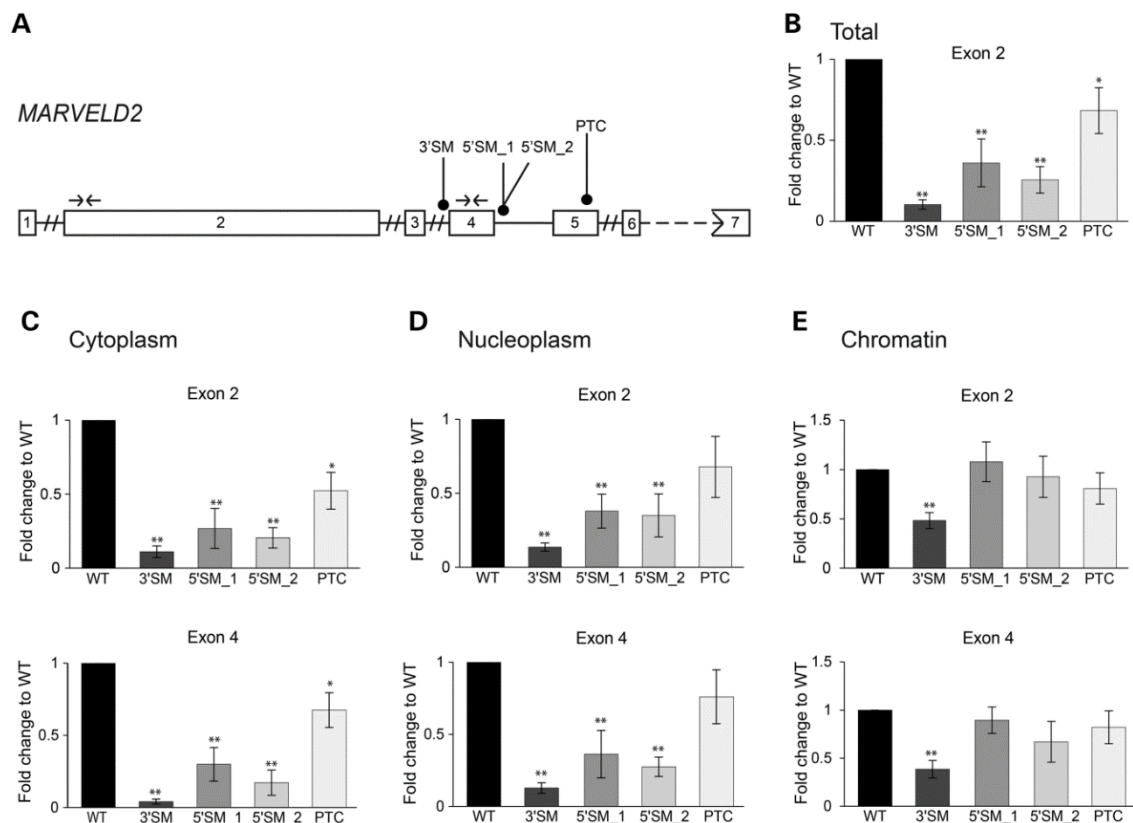 A
MARVELD2
3'SM
5'SM_1
5'SM_2
PTC
1
2
3
4
5
6
7
B
Total
Exon 2
Fold change to WT
1
0.5
0
WT 3'SM 5'SM_1 5'SM_2 PTC
** ** ** *
C
Cytoplasm
Exon 2
Fold change to WT
1
0.5
0
WT 3'SM 5'SM_1 5'SM_2 PTC
** ** ** *
Exon 4
Fold change to WT
1
0.5
0
WT 3'SM 5'SM_1 5'SM_2 PTC
** ** ** *
D
Nucleoplasm
Exon 2
Fold change to WT
1
0.5
0
WT 3'SM 5'SM_1 5'SM_2 PTC
** ** **
Exon 4
Fold change to WT
1
0.5
0
WT 3'SM 5'SM_1 5'SM_2 PTC
** ** **
E
Chromatin
Exon 2
Fold change to WT
1.5
1
0.5
0
WT 3'SM 5'SM_1 5'SM_2 PTC
**
Exon 4
Fold change to WT
1.5
1
0.5
0
WT 3'SM 5'SM_1 5'SM_2 PTC
**